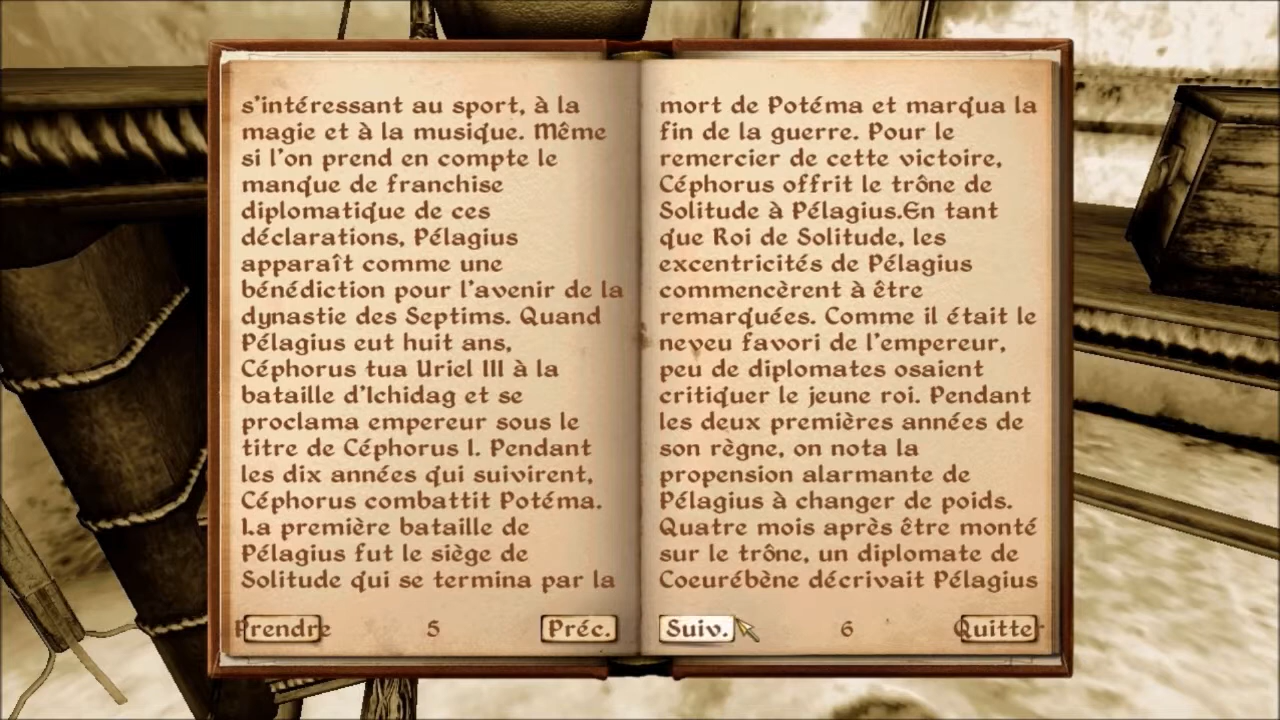 s'intéressant au sport, à la
magie et à la musique. Même
si l'on prend en compte le
manque de franchise
diplomatique de ces
déclarations, Pélagius
apparaît comme une
bénédiction pour l'avenir de la
dynastie des Septims. Quand
Pélagius eut huit ans,
Céphorus tua Uriel III à la
bataille d'Ichidag et se
proclama empereur sous le
titre de Céphorus I. Pendant
les dix années qui suivirent,
Céphorus combattit Potéma.
La première bataille de
Pélagius fut le siège de
Solitude qui se termina par la
mort de Potéma et marqua la
fin de la guerre. Pour le
remercier de cette victoire,
Céphorus offrit le trône de
Solitude à Pélagius.En tant
que Roi de Solitude, les
excentricités de Pélagius
commencèrent à être
remarquées. Comme il était le
neveu favori de l'empereur,
peu de diplomates osaient
critiquer le jeune roi. Pendant
les deux premières années de
son règne, on nota la
propension alarmante de
Pélagius à changer de poids.
Quatre mois après être monté
sur le trône, un diplomate de
Coeurébène décrivait Pélagius
Prendre 5 Préc. Suiv. 6 Quitte